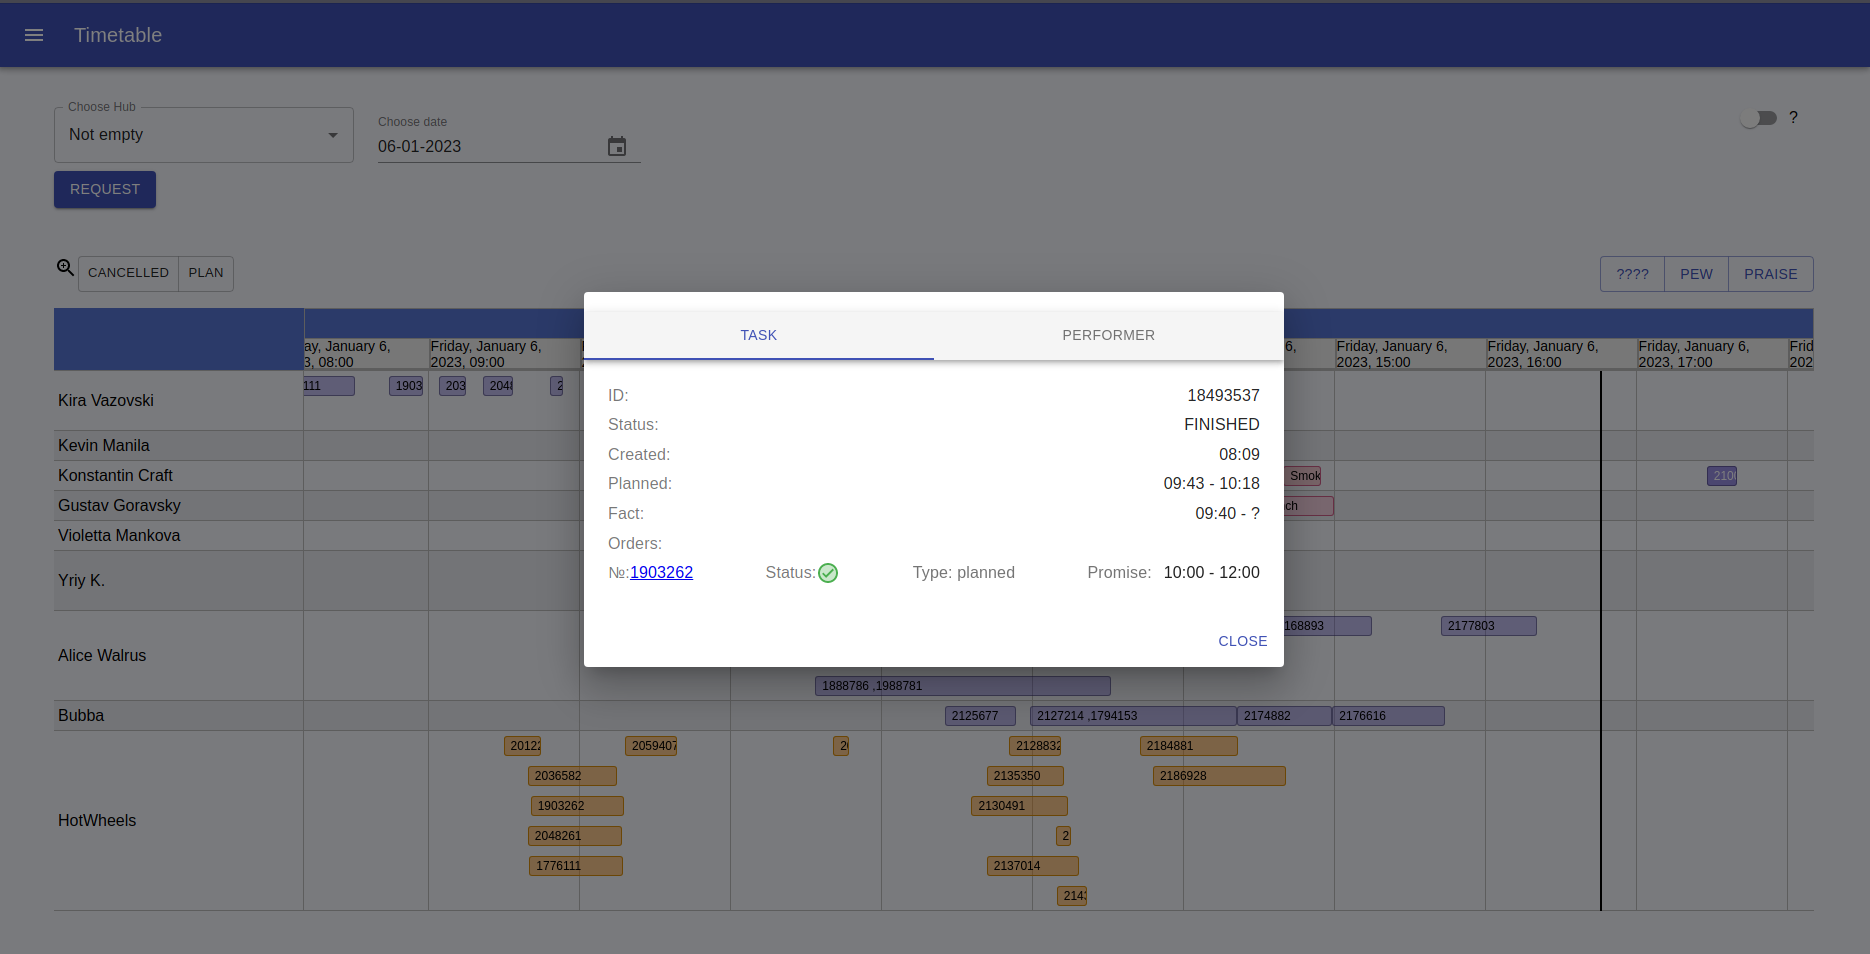 Timetable
Choose Hub
Not empty
Choose date
06-01-2023
?
REQUEST
CANCELLED PLAN
???? PEW PRAISE
TASK PERFORMER
ay, January 6, Friday, January 6, 6, Friday, January 6, Friday, January 6, Friday, January 6, Frid
3, 08:00 2023, 09:00 2023, 15:00 2023, 16:00 2023, 17:00 202
Kira Vazovski
111 1903 203 204 2
Kevin Manila
Konstantin Craft
Smok
210
Gustav Goravsky
ch
Violetta Mankova
Yriy K.
Alice Walrus
168893 2177803
1888786 ,1988781
Bubba
2125677 2127214 ,1794153 2174882 2176616
HotWheels
2012 2059407 2 2128832 2184881
2036582 2135350 2186928
1903262 2130491
2048261 2
1776111 2137014
214
ID: 18493537
Status: FINISHED
Created: 08:09
Planned: 09:43 - 10:18
Fact: 09:40 - ?
Orders:
№:1903262 Status: Type: planned Promise: 10:00 - 12:00
CLOSE